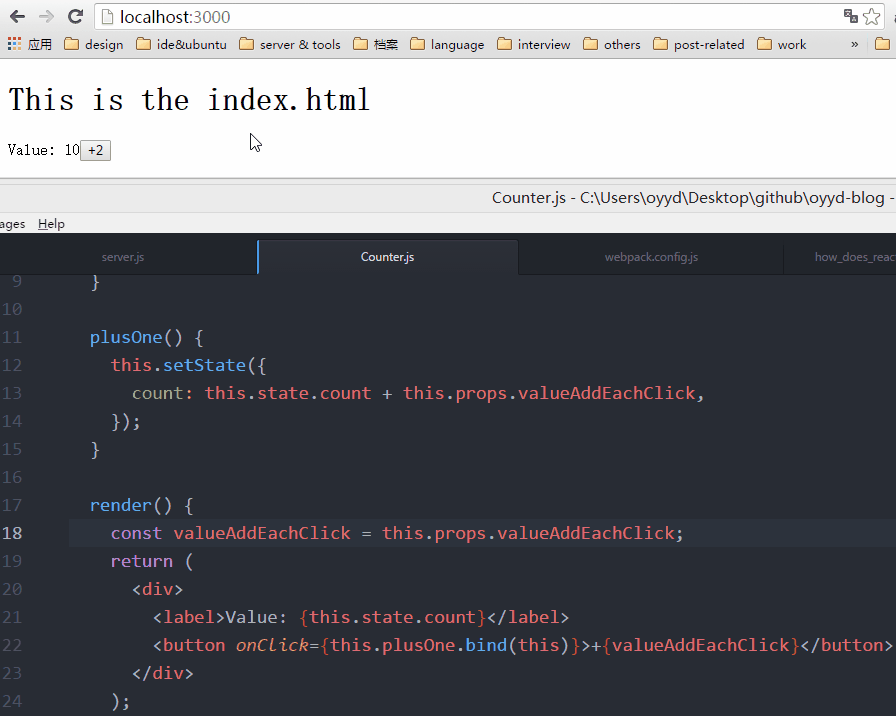 localhost:3000
应用 design ide&ubuntu server & tools 档案 language interview others post-related work »
This is the index.html
Value: 10 +2
Counter.js - C:\Users\oyyd\Desktop\github\oyyd-blog -
ages Help
server.js Counter.js webpack.config.js how_does_reac
9 }
10
11 plusOne() {
12 this.setState({
13 count: this.state.count + this.props.valueAddEachClick,
14 });
15 }
16
17 render() {
18 const valueAddEachClick = this.props.valueAddEachClick;
19 return (
20 <div>
21 <label>Value: {this.state.count}</label>
22 <button onClick={this.plusOne.bind(this)}>+{valueAddEachClick}</button>
23 </div>
24 );